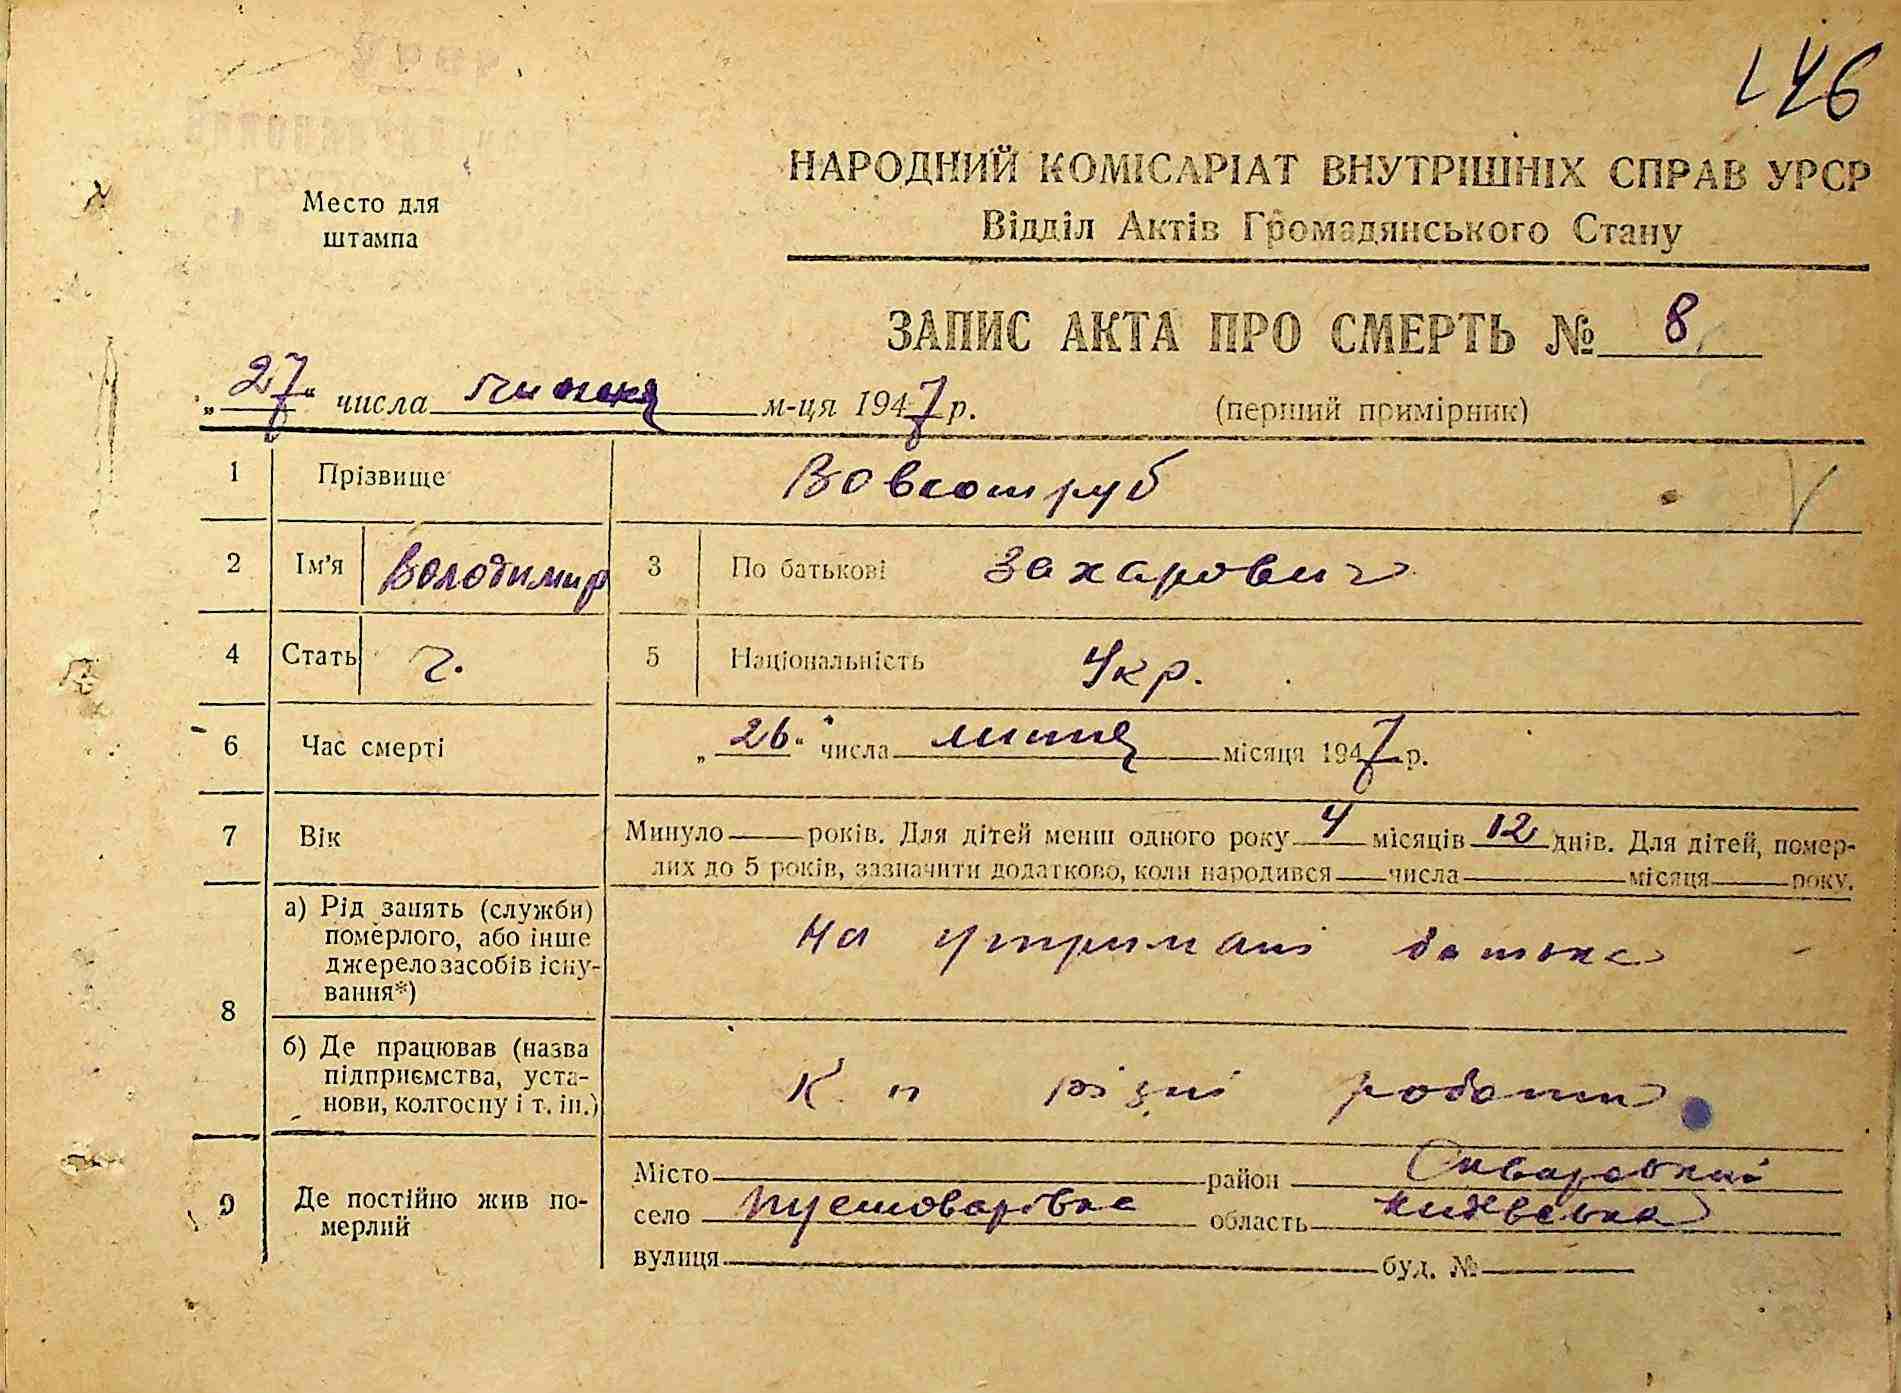 146
НАРОДНИЙ КОМІСАРІАТ ВНУТРІШНІХ СПРАВ УРСР
Відділ Актів Громадянського Стану
Место для
штампа
ЗАПИС АКТА ПРО СМЕРТЬ № 8
„27“ числа липня м-ця 1947 р. (перший примірник)
1 Прізвище Вовкотруб
2 Ім'я Володимир 3 По батькові Захарович
4 Стать ч. 5 Національність Укр.
6 Час смерті „26“ числа липня місяця 1947 р.
7 Вік Минуло — років. Для дітей менш одного року 4 місяців 12 днів. Для дітей, помер-
лих до 5 років, зазначити додатково, коли народився — числа — місяця — року.
8 а) Рід занять (служби) померлого, або інше джерело засобів існу-
вання*) На утримані батька
б) Де працював (назва підприємства, уста-
нови, колгоспу і т. ін.) К п різні роботи
9 Де постійно жив по-
мерлий
Місто — район Сквирський
село Пустоварівка область Київська
вулиця — буд. № —